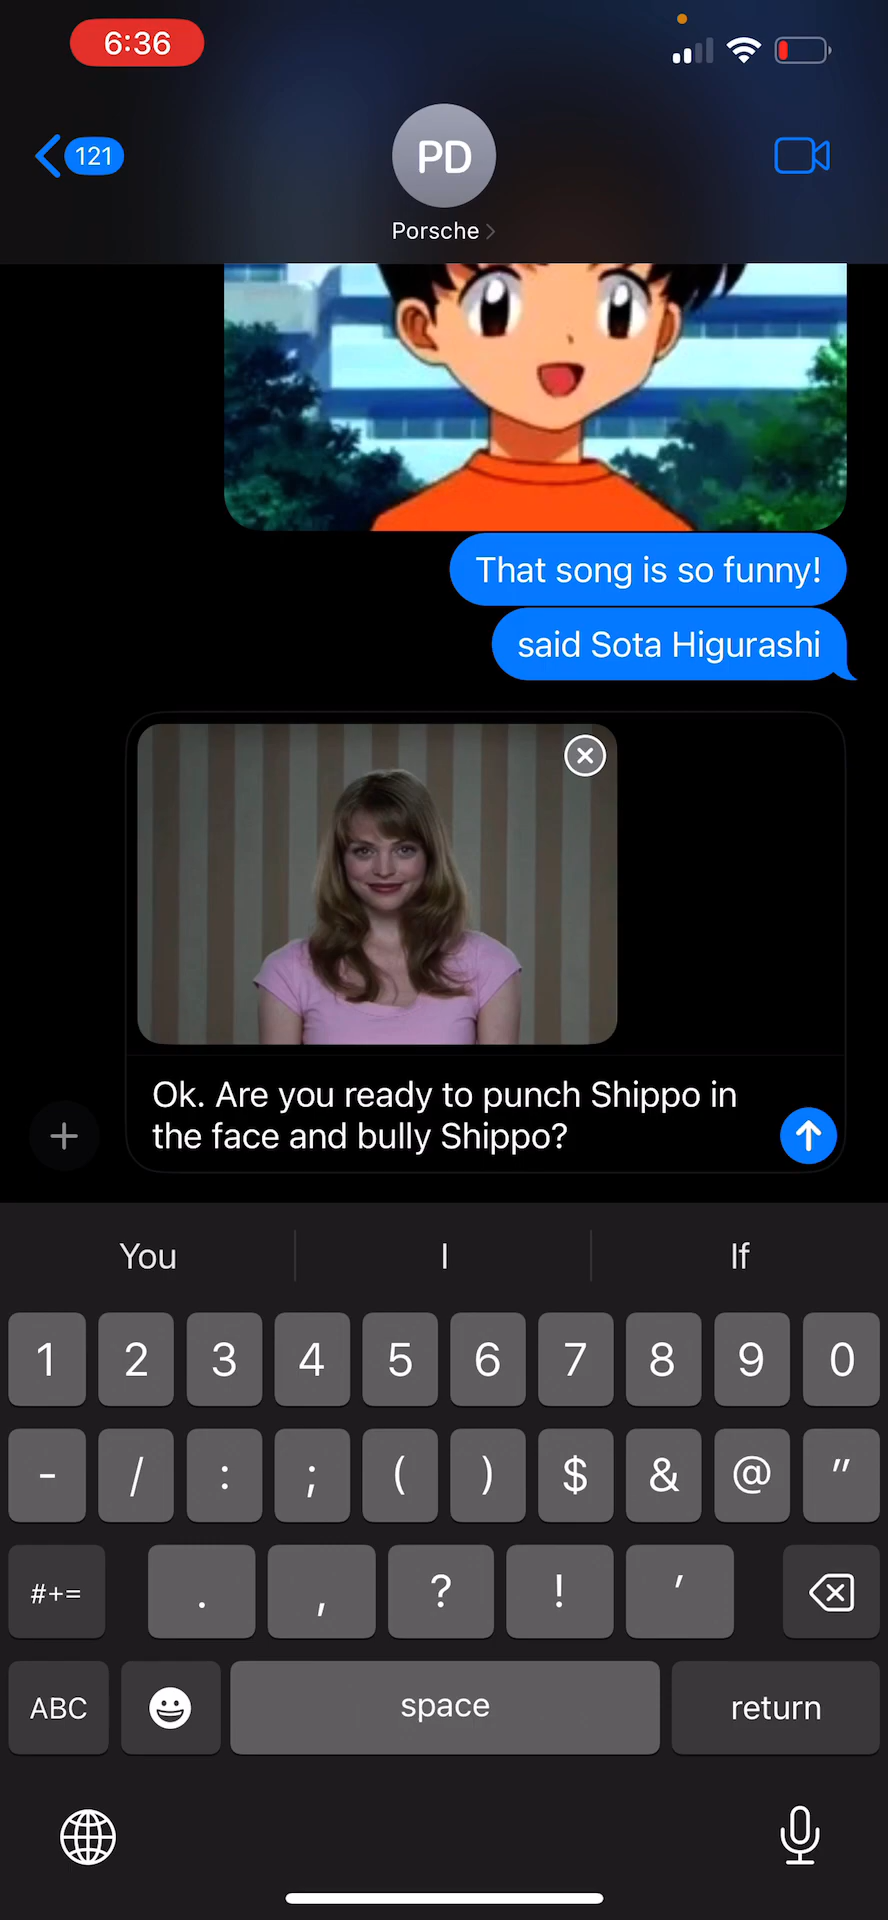 6:36
121
PD
Porsche
That song is so funny!
said Sota Higurashi
Ok. Are you ready to punch Shippo in
the face and bully Shippo?
You I If
1 2 3 4 5 6 7 8 9 0
- / : ; ( ) $ & @ "
#+= . , ? ! '
ABC space return